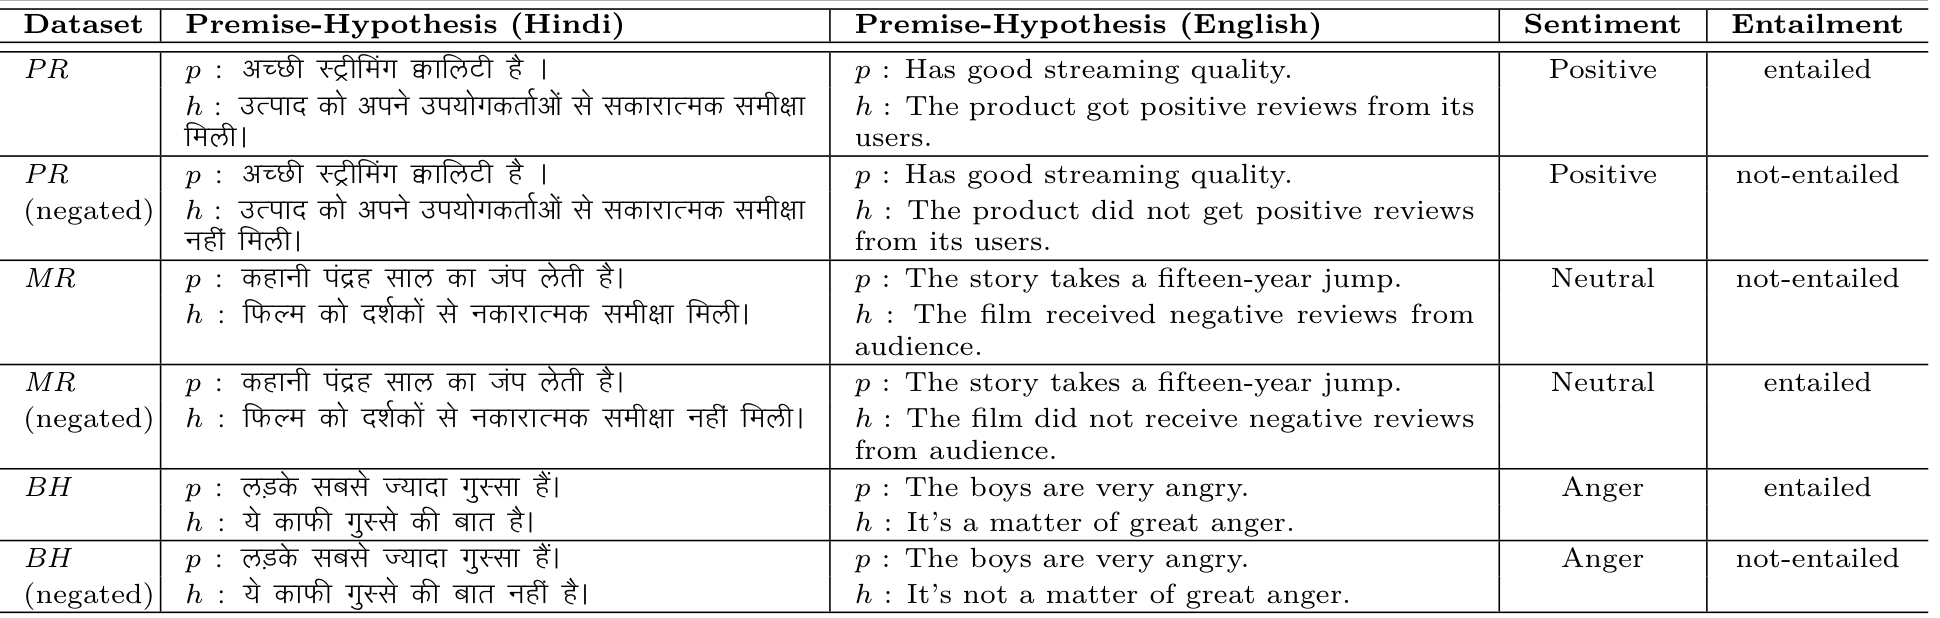 Dataset Premise-Hypothesis (Hindi) Premise-Hypothesis (English) Sentiment Entailment
PR p : अच्छी स्ट्रीमिंग क्वालिटी है । p : Has good streaming quality. Positive entailed
h : उत्पाद को अपने उपयोगकर्ताओं से सकारात्मक समीक्षा h : The product got positive reviews from its
मिली। users.
PR p : अच्छी स्ट्रीमिंग क्वालिटी है । p : Has good streaming quality. Positive not-entailed
(negated) h : उत्पाद को अपने उपयोगकर्ताओं से सकारात्मक समीक्षा h : The product did not get positive reviews
नहीं मिली। from its users.
MR p : कहानी पंद्रह साल का जंप लेती है। p : The story takes a fifteen-year jump. Neutral not-entailed
h : फिल्म को दर्शकों से नकारात्मक समीक्षा मिली। h : The film received negative reviews from
audience.
MR p : कहानी पंद्रह साल का जंप लेती है। p : The story takes a fifteen-year jump. Neutral entailed
(negated) h : फिल्म को दर्शकों से नकारात्मक समीक्षा नहीं मिली। h : The film did not receive negative reviews
from audience.
BH p : लड़के सबसे ज्यादा गुस्सा हैं। p : The boys are very angry. Anger entailed
h : ये काफी गुस्से की बात है। h : It's a matter of great anger.
BH p : लड़के सबसे ज्यादा गुस्सा हैं। p : The boys are very angry. Anger not-entailed
(negated) h : ये काफी गुस्से की बात नहीं है। h : It's not a matter of great anger.